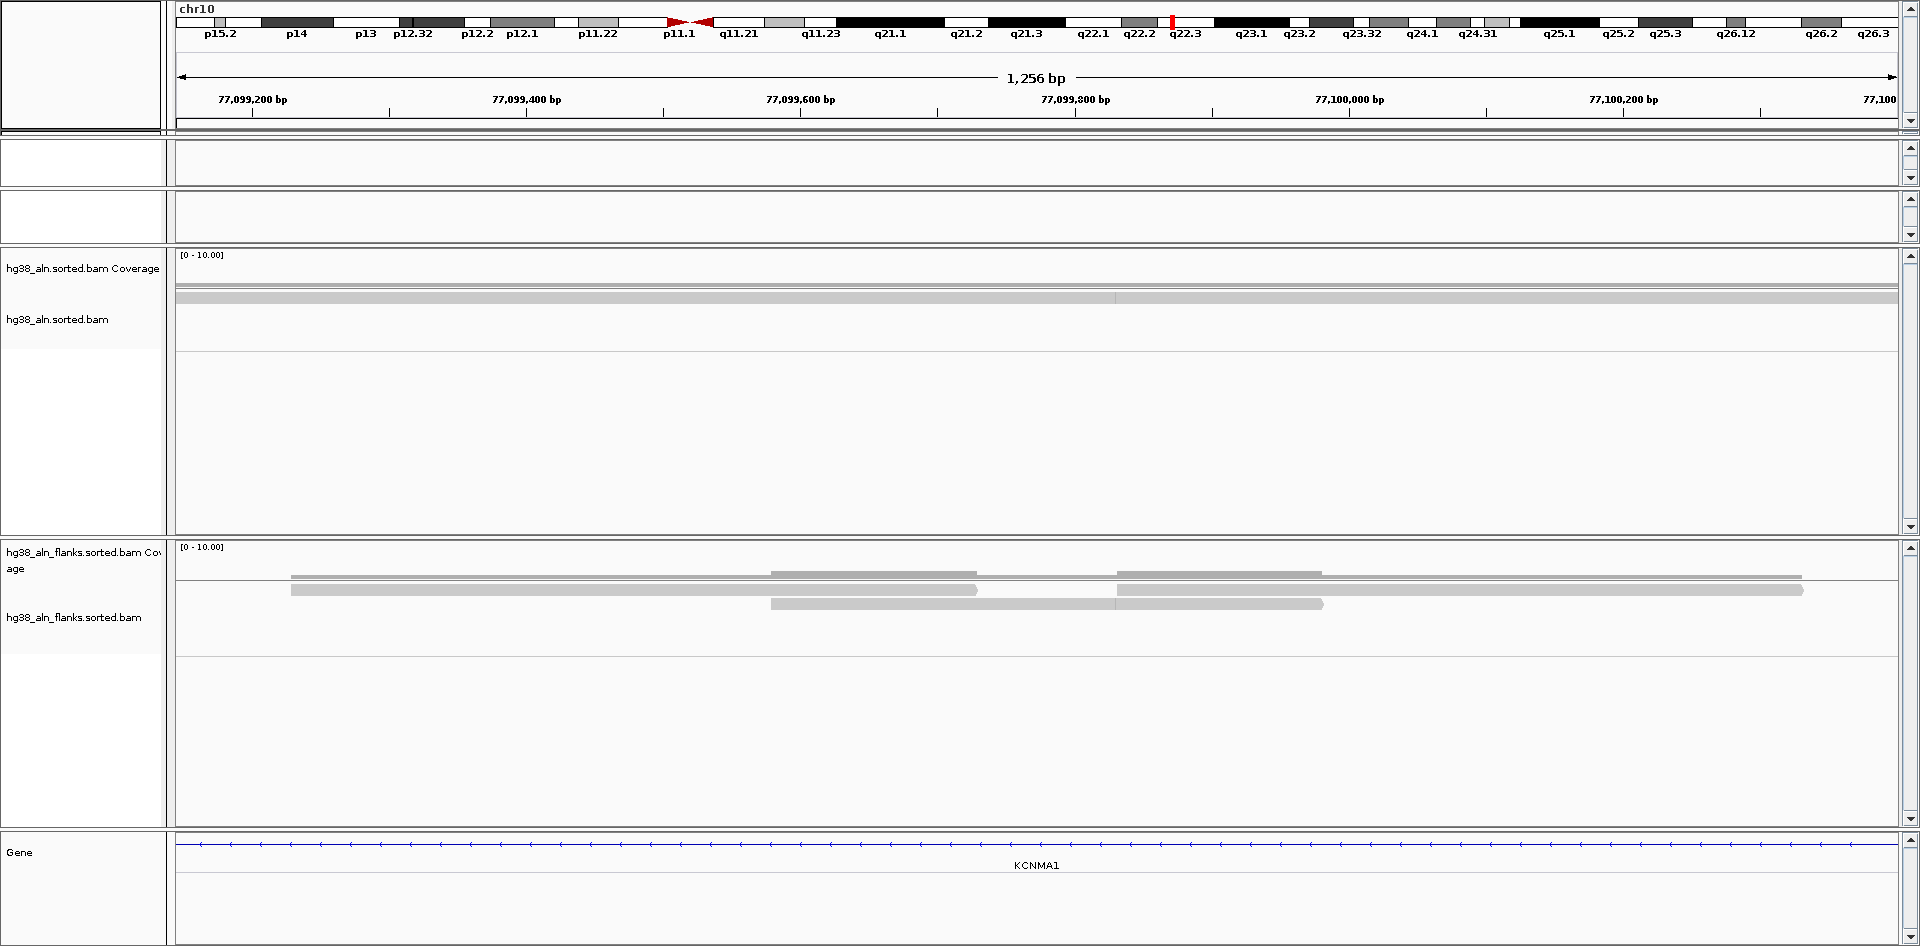 chr10
p15.2 p14 p13 p12.32 p12.2 p12.1 p11.22 p11.1 q11.21 q11.23 q21.1 q21.2 q21.3 q22.1 q22.2 q22.3 q23.1 q23.2 q23.32 q24.1 q24.31 q25.1 q25.2 q25.3 q26.12 q26.2 q26.3
1,256 bp
77,099,200 bp 77,099,400 bp 77,099,600 bp 77,099,800 bp 77,100,000 bp 77,100,200 bp 77,100
[0 - 10.00]
hg38_aln.sorted.bam Coverage
hg38_aln.sorted.bam
[0 - 10.00]
hg38_aln_flanks.sorted.bam Cov
age
hg38_aln_flanks.sorted.bam
Gene
KCNMA1